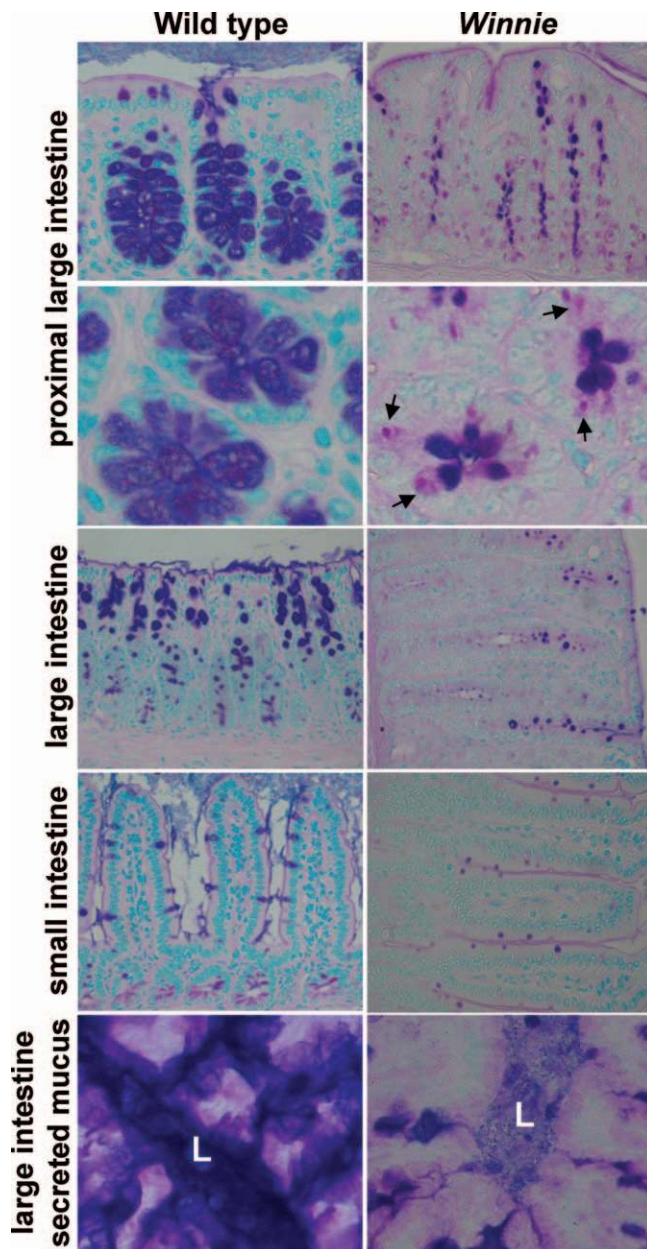 Wild type
Winnie
proximal large intestine
large intestine
small intestine
large intestine
secreted mucus
L
L